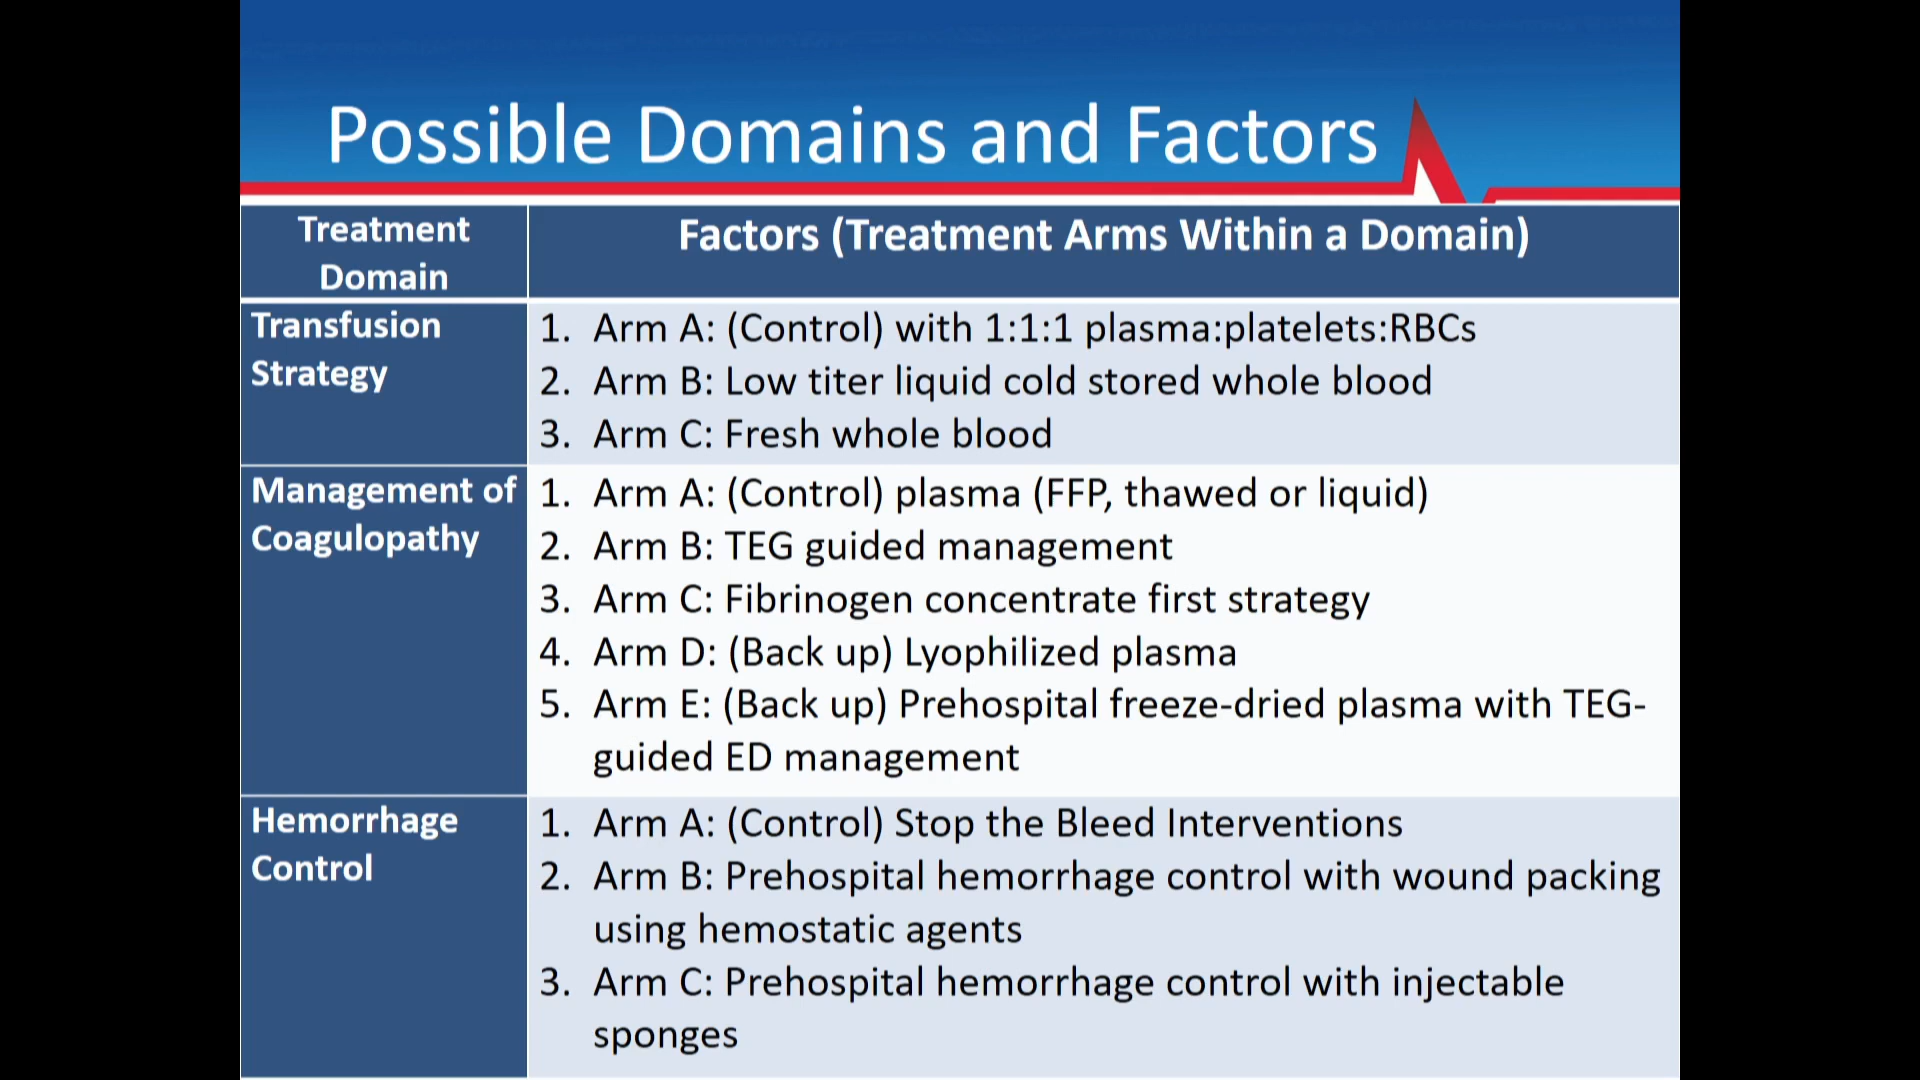 Possible Domains and Factors
Treatment
Domain
Factors (Treatment Arms Within a Domain)
Transfusion
Strategy
1. Arm A: (Control) with 1:1:1 plasma:platelets:RBCs
2. Arm B: Low titer liquid cold stored whole blood
3. Arm C: Fresh whole blood
Management of
Coagulopathy
1. Arm A: (Control) plasma (FFP, thawed or liquid)
2. Arm B: TEG guided management
3. Arm C: Fibrinogen concentrate first strategy
4. Arm D: (Back up) Lyophilized plasma
5. Arm E: (Back up) Prehospital freeze-dried plasma with TEG-
guided ED management
Hemorrhage
Control
1. Arm A: (Control) Stop the Bleed Interventions
2. Arm B: Prehospital hemorrhage control with wound packing
using hemostatic agents
3. Arm C: Prehospital hemorrhage control with injectable
sponges